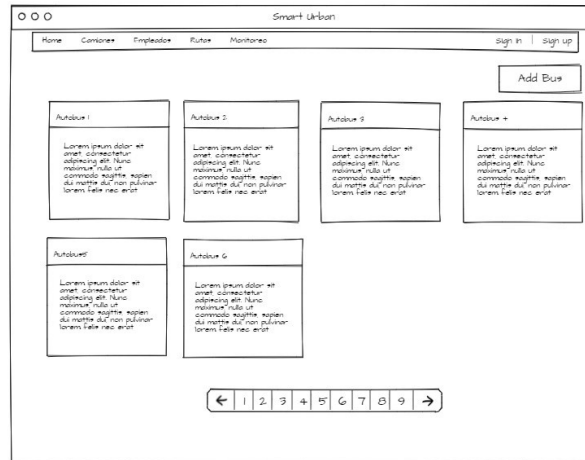 Smart Urban
Home Camiones Empleados Rutas Monitoreo Sign in Sign up
Add Bus
Autobus 1
Lorem ipsum dolor sit
amet, consectetur
adipiscing elit. Nunc
maximus, nulla ut
commodo sagittis, sapien
dui mattis dui, non pulvinar
lorem felis nec erat
Autobus 2
Lorem ipsum dolor sit
amet, consectetur
adipiscing elit. Nunc
maximus, nulla ut
commodo sagittis, sapien
dui mattis dui, non pulvinar
lorem felis nec erat
Autobus 3
Lorem ipsum dolor sit
amet, consectetur
adipiscing elit. Nunc
maximus, nulla ut
commodo sagittis, sapien
dui mattis dui, non pulvinar
lorem felis nec erat
Autobus 4
Lorem ipsum dolor sit
amet, consectetur
adipiscing elit. Nunc
maximus, nulla ut
commodo sagittis, sapien
dui mattis dui, non pulvinar
lorem felis nec erat
Autobus5
Lorem ipsum dolor sit
amet, consectetur
adipiscing elit. Nunc
maximus, nulla ut
commodo sagittis, sapien
dui mattis dui, non pulvinar
lorem felis nec erat
Autobus 6
Lorem ipsum dolor sit
amet, consectetur
adipiscing elit. Nunc
maximus, nulla ut
commodo sagittis, sapien
dui mattis dui, non pulvinar
lorem felis nec erat
← 1 2 3 4 5 6 7 8 9 →